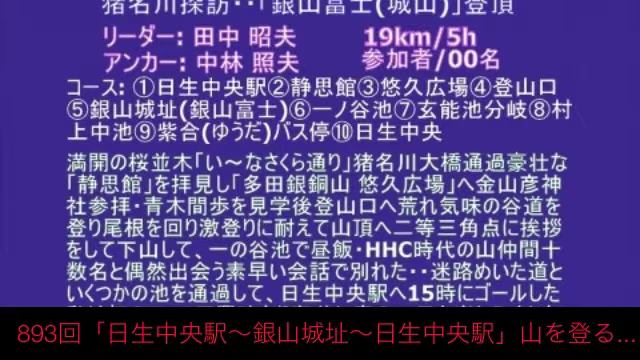 猪名川探訪・・「銀山富士(城山)」登頂
リーダー: 田中 昭夫 19km/5h
アンカー: 中林 照夫 参加者/00名
コース: ①日生中央駅②静思館③悠久広場④登山口
⑤銀山城址(銀山富士)⑥一ノ谷池⑦玄能池分岐⑧村
上中池⑨紫合(ゆうだ)バス停⑩日生中央
満開の桜並木「い～なさくら通り」猪名川大橋通過豪壮な
「静思館」を拝見し「多田銀銅山 悠久広場」へ金山彦神
社参拝・青木間歩を見学後登山口へ荒れ気味の谷道を
登り尾根を回り激登りに耐えて山頂へ二等三角点に挨拶
をして下山して、一の谷池で昼飯・HHC時代の山仲間十
数名と偶然出会う素早い会話で別れた・・迷路めいた道と
いくつかの池を通過して、日生中央駅へ15時にゴールした
893回「日生中央駅～銀山城址～日生中央駅」山を登る...